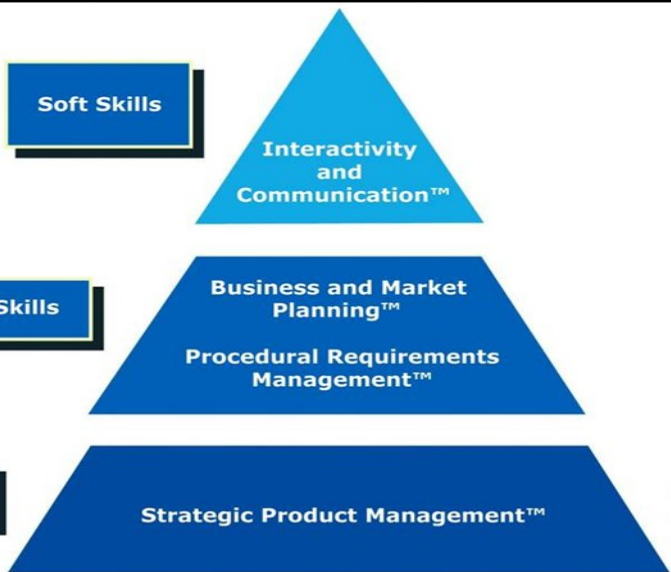 Soft Skills
Interactivity
and
Communication™
Skills
Business and Market
Planning™
Procedural Requirements
Management™
Strategic Product Management™